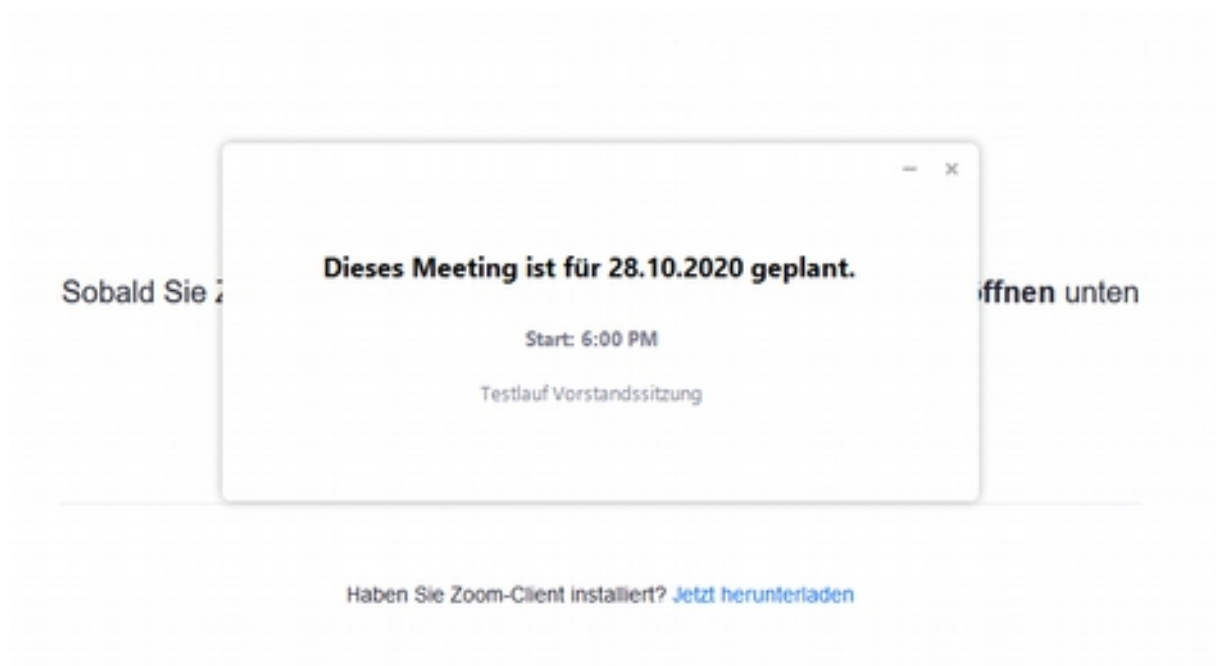 Dieses Meeting ist für 28.10.2020 geplant.
Sobald Sie öffnen unten
Start: 6:00 PM
Testlauf Vorstandssitzung
Haben Sie Zoom-Client installiert? Jetzt herunterladen